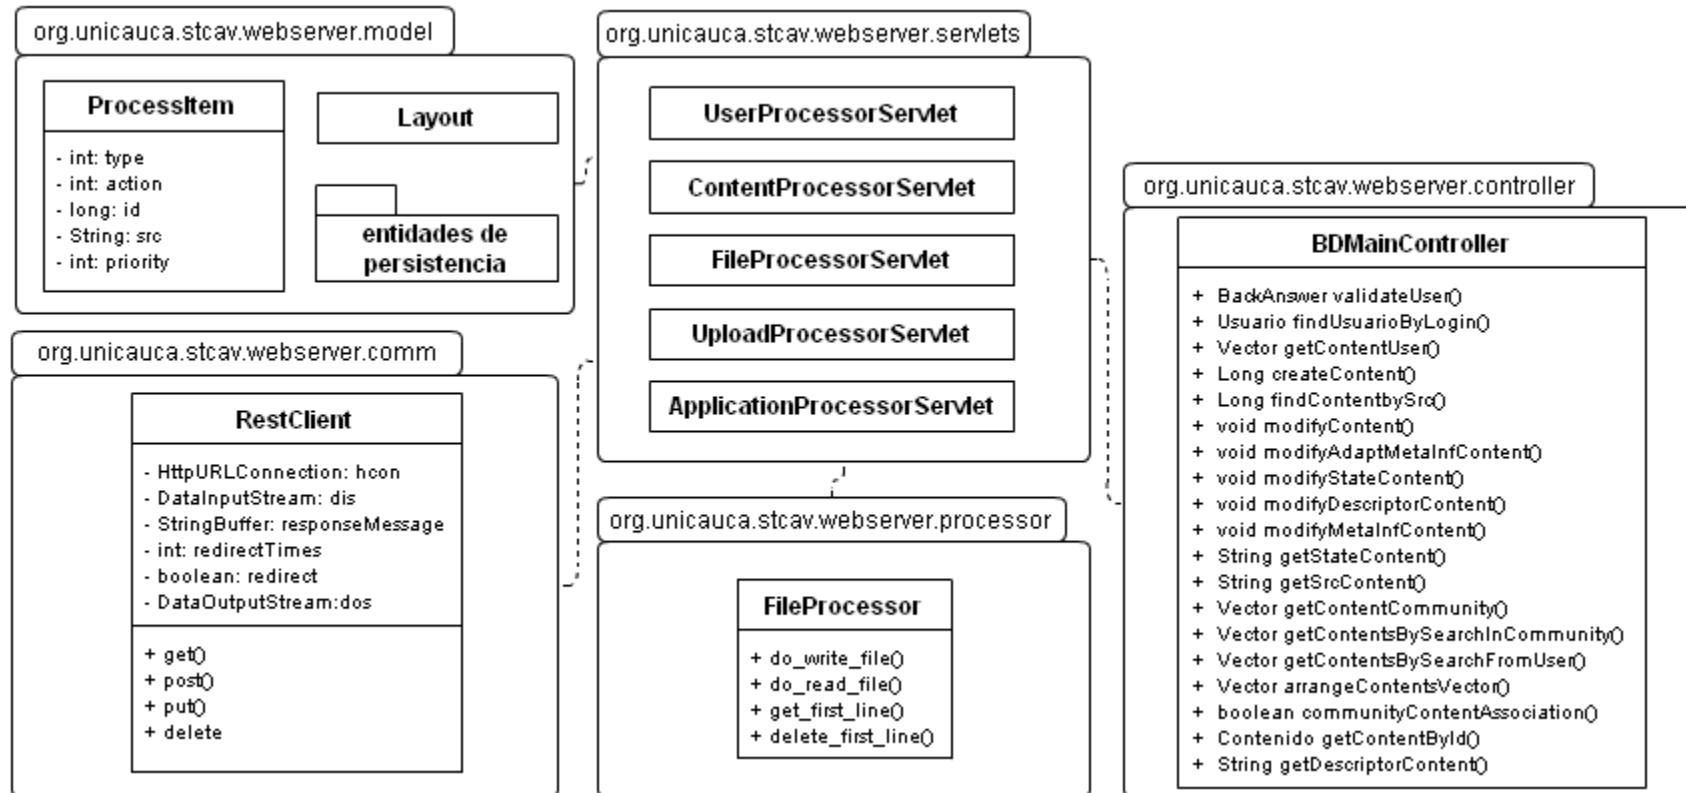 org.unicauca.stcav.webserver.model
ProcessItem
- int: type
- int: action
- long: id
- String: src
- int: priority
Layout
entidades de
persistencia
org.unicauca.stcav.webserver.comm
RestClient
- HttpURLConnection: hcon
- DataInputStream: dis
- StringBuffer: responseMessage
- int: redirectTimes
- boolean: redirect
- DataOutputStream:dos
+ get()
+ post()
+ put()
+ delete
org.unicauca.stcav.webserver.servlets
UserProcessorServlet
ContentProcessorServlet
FileProcessorServlet
UploadProcessorServlet
ApplicationProcessorServlet
org.unicauca.stcav.webserver.processor
FileProcessor
+ do_write_file()
+ do_read_file()
+ get_first_line()
+ delete_first_line()
org.unicauca.stcav.webserver.controller
BDMainController
+ BackAnswer validateUser()
+ Usuario findUsuarioByLogin()
+ Vector getContentUser()
+ Long createContent()
+ Long findContentbySrc()
+ void modifyContent()
+ void modifyAdaptMetaInfContent()
+ void modifyStateContent()
+ void modifyDescriptorContent()
+ void modifyMetaInfContent()
+ String getStateContent()
+ String getSrcContent()
+ Vector getContentCommunity()
+ Vector getContentsBySearchInCommunity()
+ Vector getContentsBySearchFromUser()
+ Vector arrangeContentsVector()
+ boolean communityContentAssociation()
+ Contenido getContentById()
+ String getDescriptorContent()